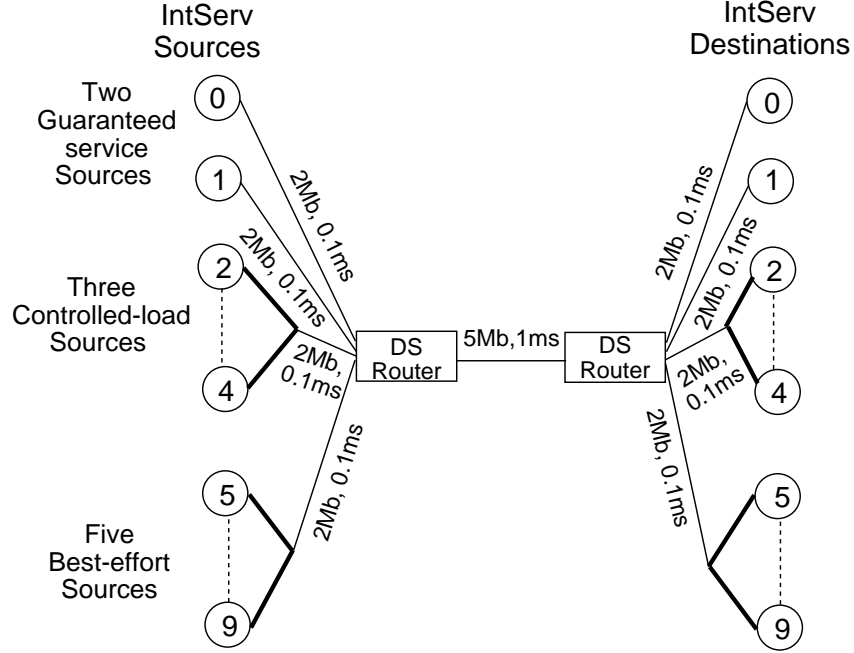 IntServ
Sources
IntServ
Destinations
Two
Guaranteed
service
Sources
0
1
2Mb, 0.1ms
2Mb, 0.1ms
Three
Controlled-load
Sources
2
4
2Mb,
0.1ms
Five
Best-effort
Sources
5
9
2Mb, 0.1ms
DS
Router
5Mb,1ms
DS
Router
0
1
2Mb, 0.1ms
2Mb, 0.1ms
2
4
2Mb,
0.1ms
2Mb, 0.1ms
5
9